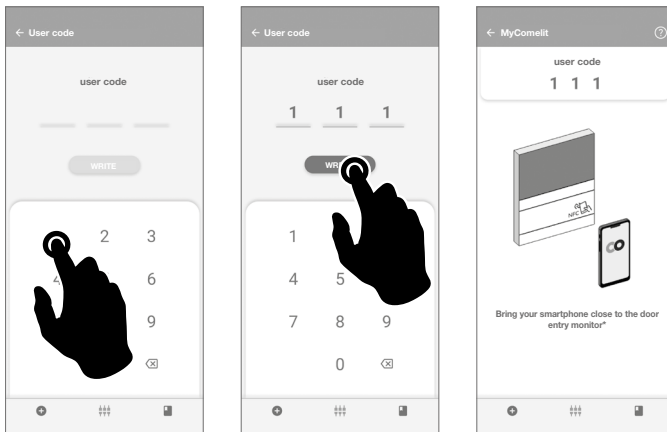 ← User code
user code
WRITE
2 3
4 6
9
← User code
user code
1 1 1
1
4 5
7 8 9
0
← MyComelit ?
user code
1 1 1
NFC
Bring your smartphone close to the door
entry monitor*